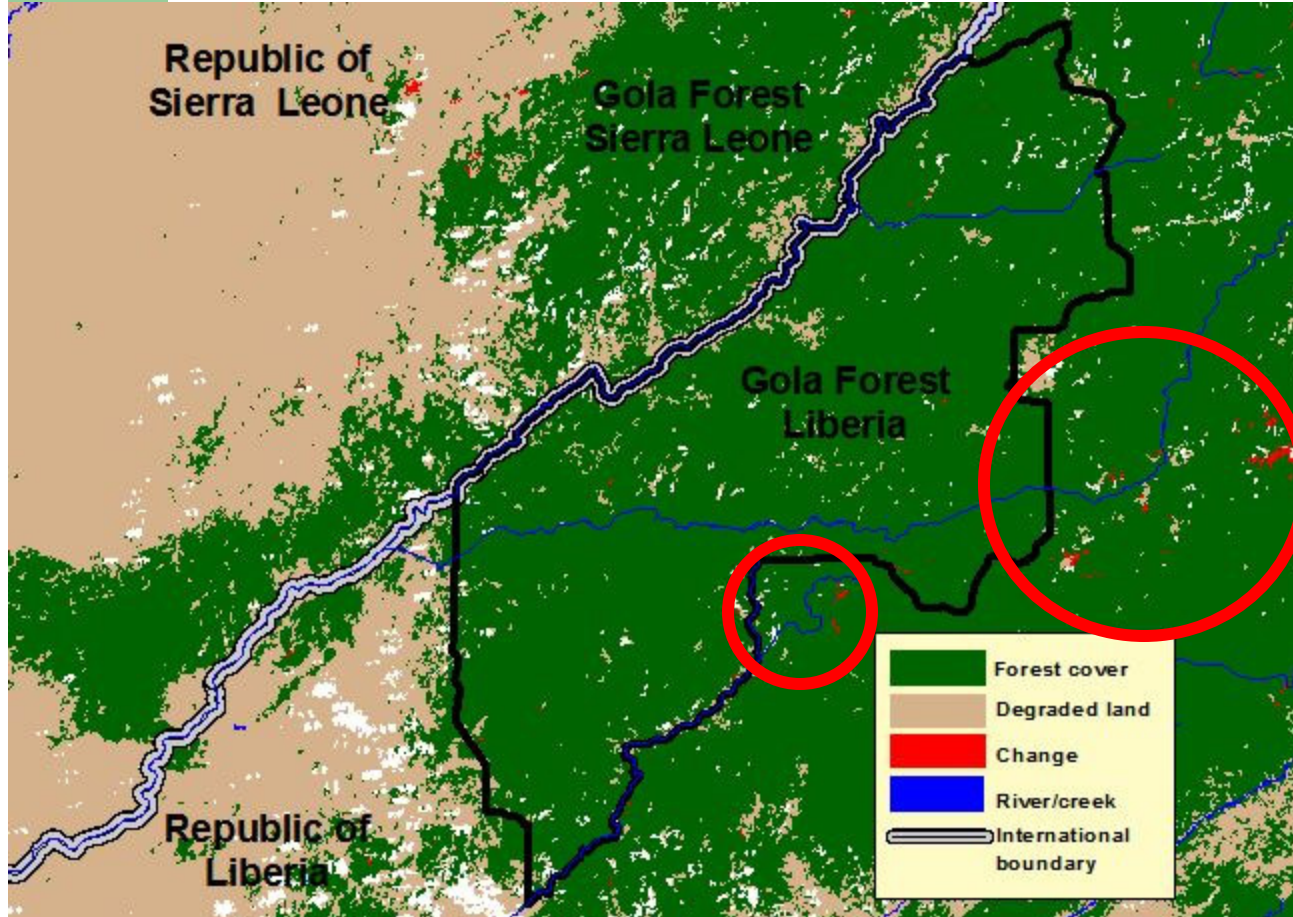 Republic of
Sierra Leone
Gola Forest
Sierra Leone
Gola Forest
Liberia
Republic of
Liberia
Forest cover
Degraded land
Change
River/creek
International
boundary